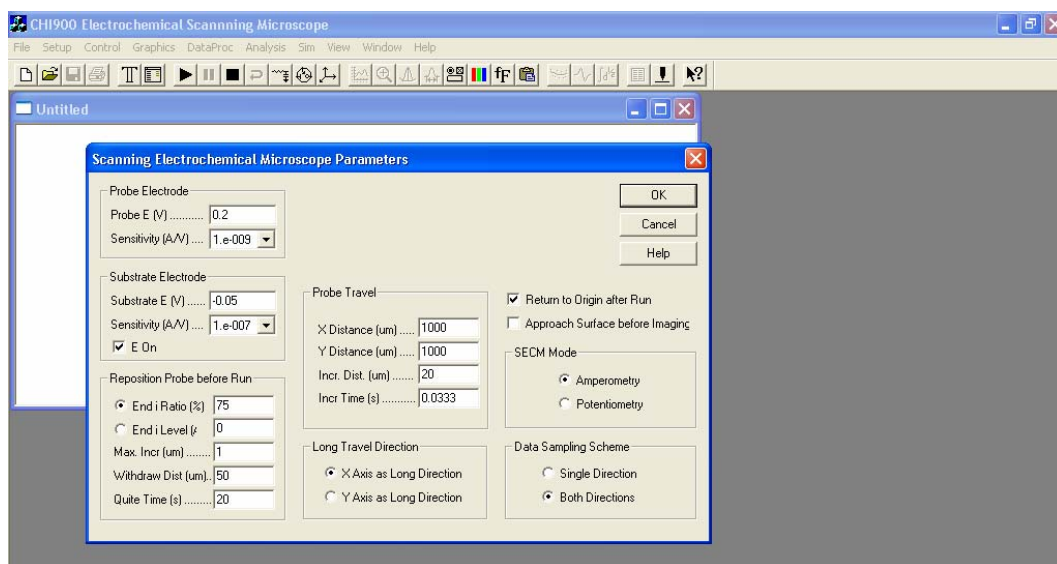 CHI900 Electrochemical Scannning Microscope
File Setup Control Graphics DataProc Analysis Sim View Window Help
Untitled
Scanning Electrochemical Microscope Parameters
Probe Electrode
Probe E (V) ........... 0.2
Sensitivity (A/V) .... 1.e-009
Substrate Electrode
Substrate E (V) ...... -0.05
Sensitivity (A/V) .... 1.e-007
E On
Reposition Probe before Run
End i Ratio (%) 75
End i Level (A 0
Max. Incr (um) ........ 1
Withdraw Dist (um).. 50
Quite Time (s) ......... 20
Probe Travel
X Distance (um) ..... 1000
Y Distance (um) ..... 1000
Incr. Dist. (um) ....... 20
Incr Time (s) ........... 0.0333
Long Travel Direction
X Axis as Long Direction
Y Axis as Long Direction
OK
Cancel
Help
Return to Origin after Run
Approach Surface before Imaging
SECM Mode
Amperometry
Potentiometry
Data Sampling Scheme
Single Direction
Both Directions